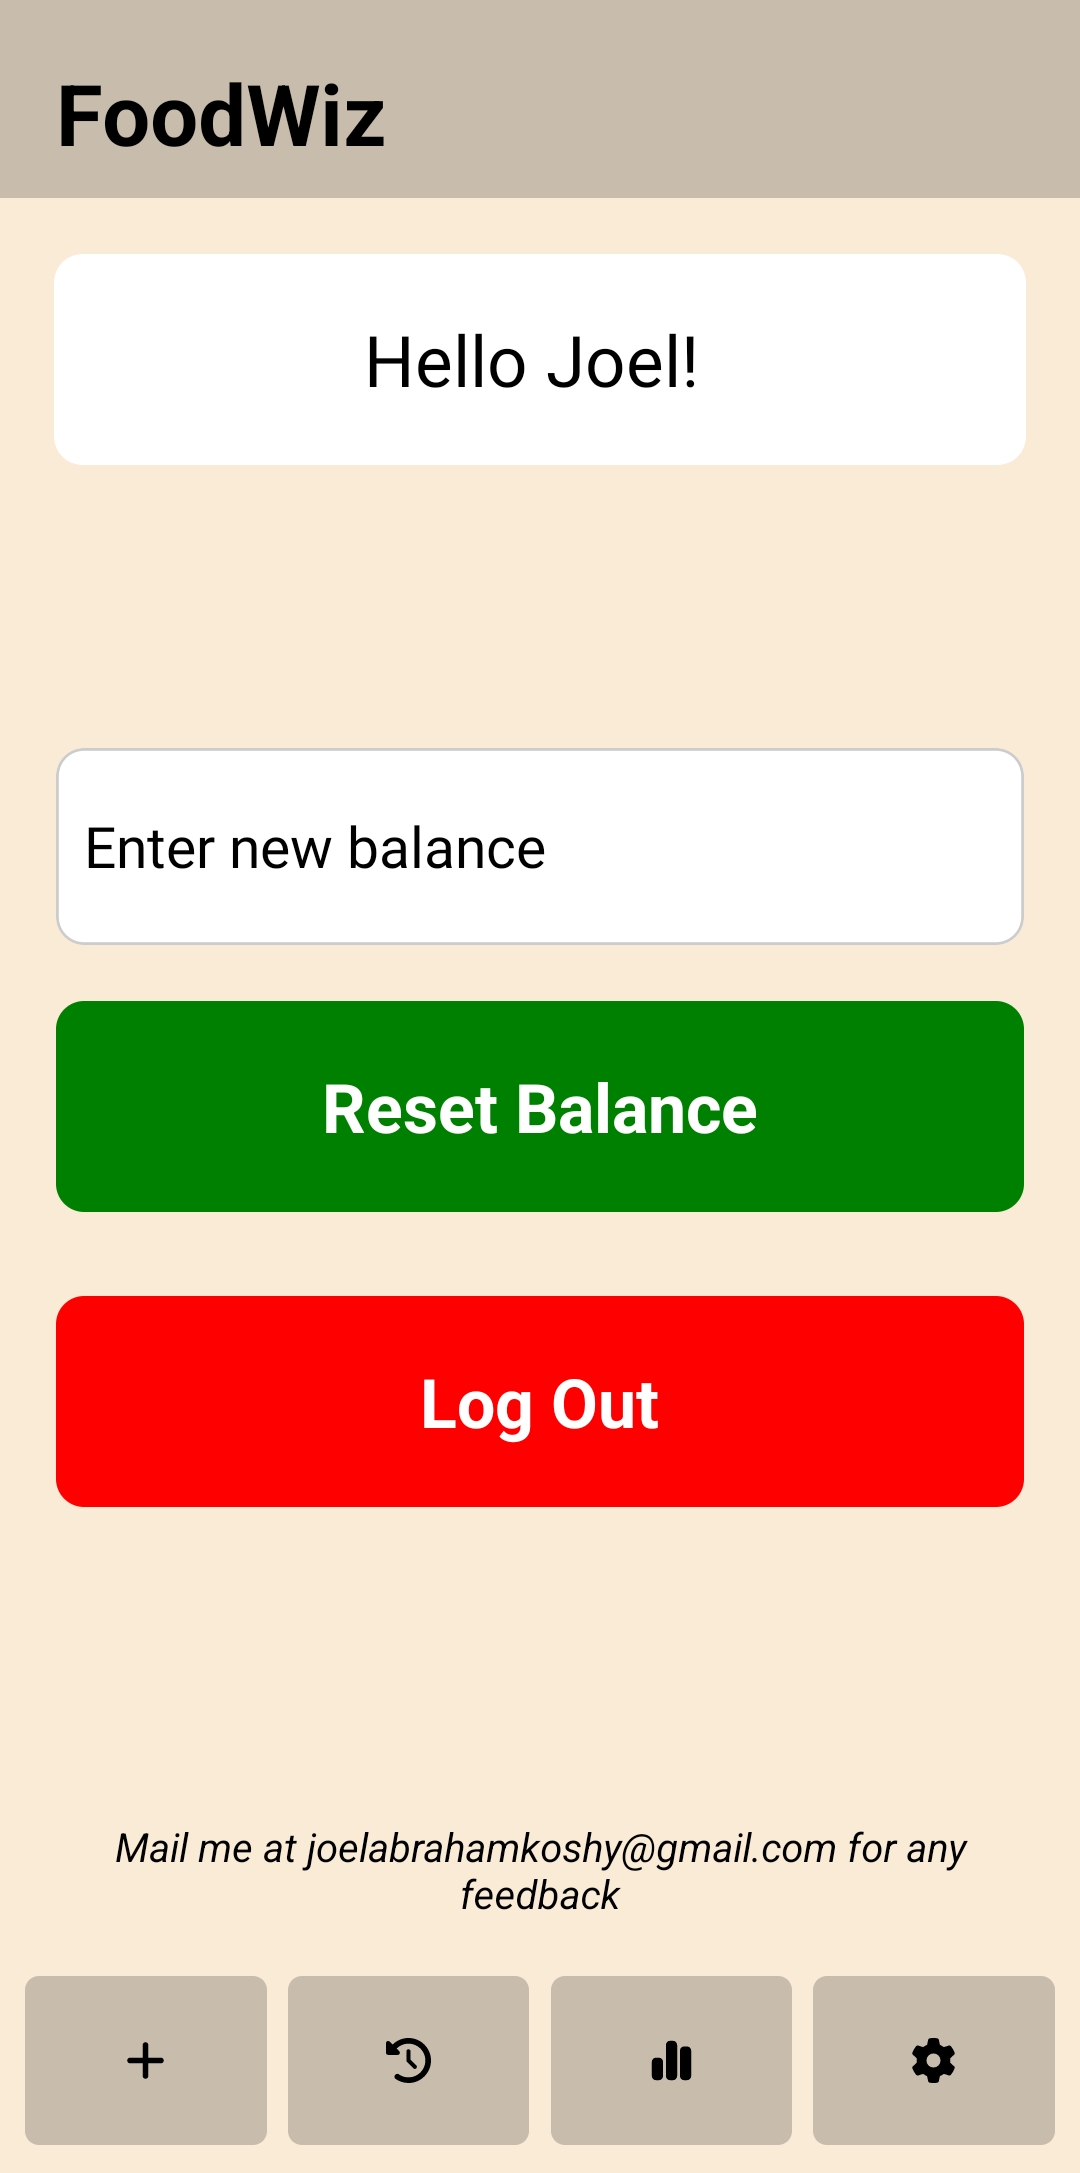 FoodWiz
Hello Joel!
Enter new balance
Reset Balance
Log Out
Mail me at joelabrahamkoshy@gmail.com for any
feedback